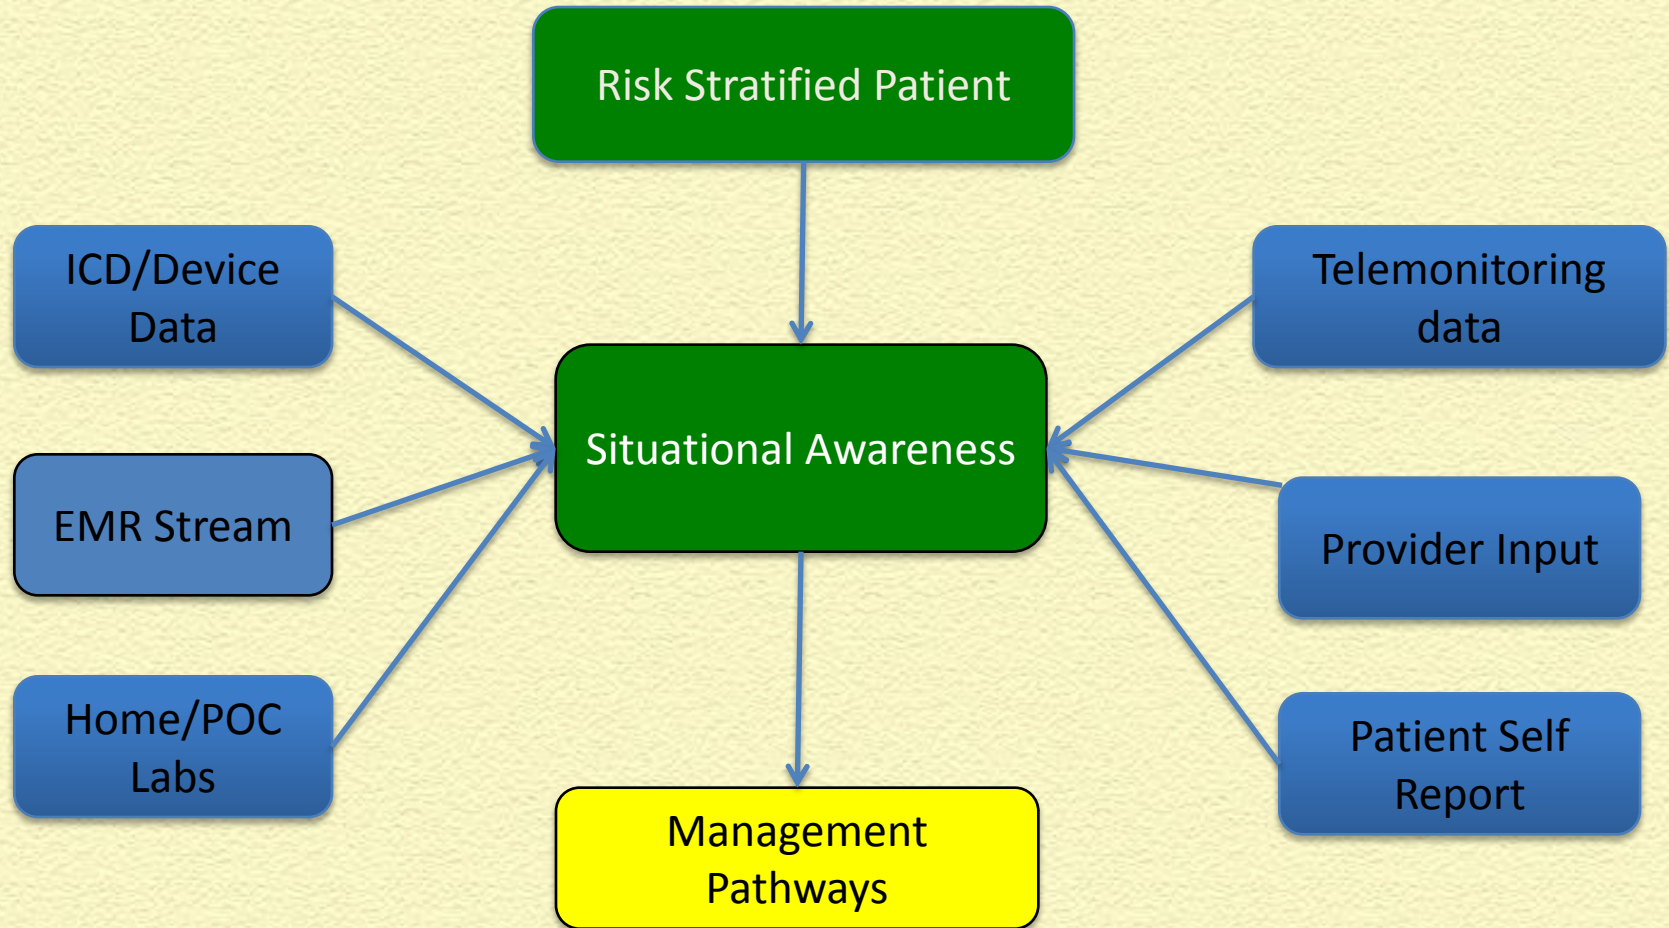 Risk Stratified Patient
ICD/Device
Data
Telemonitoring
data
Situational Awareness
EMR Stream
Provider Input
Home/POC
Labs
Patient Self
Report
Management
Pathways